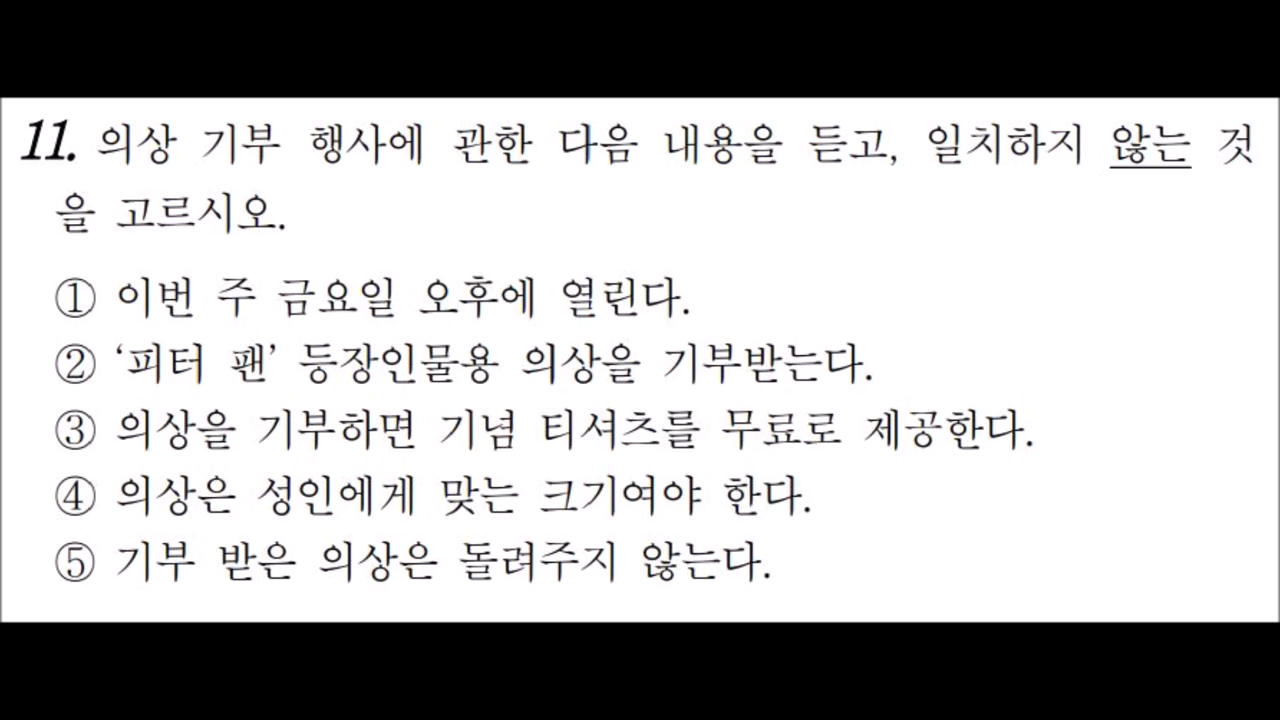 11. 의상 기부 행사에 관한 다음 내용을 듣고, 일치하지 않는 것
을 고르시오.
① 이번 주 금요일 오후에 열린다.
② ‘피터 팬’ 등장인물용 의상을 기부받는다.
③ 의상을 기부하면 기념 티셔츠를 무료로 제공한다.
④ 의상은 성인에게 맞는 크기여야 한다.
⑤ 기부 받은 의상은 돌려주지 않는다.